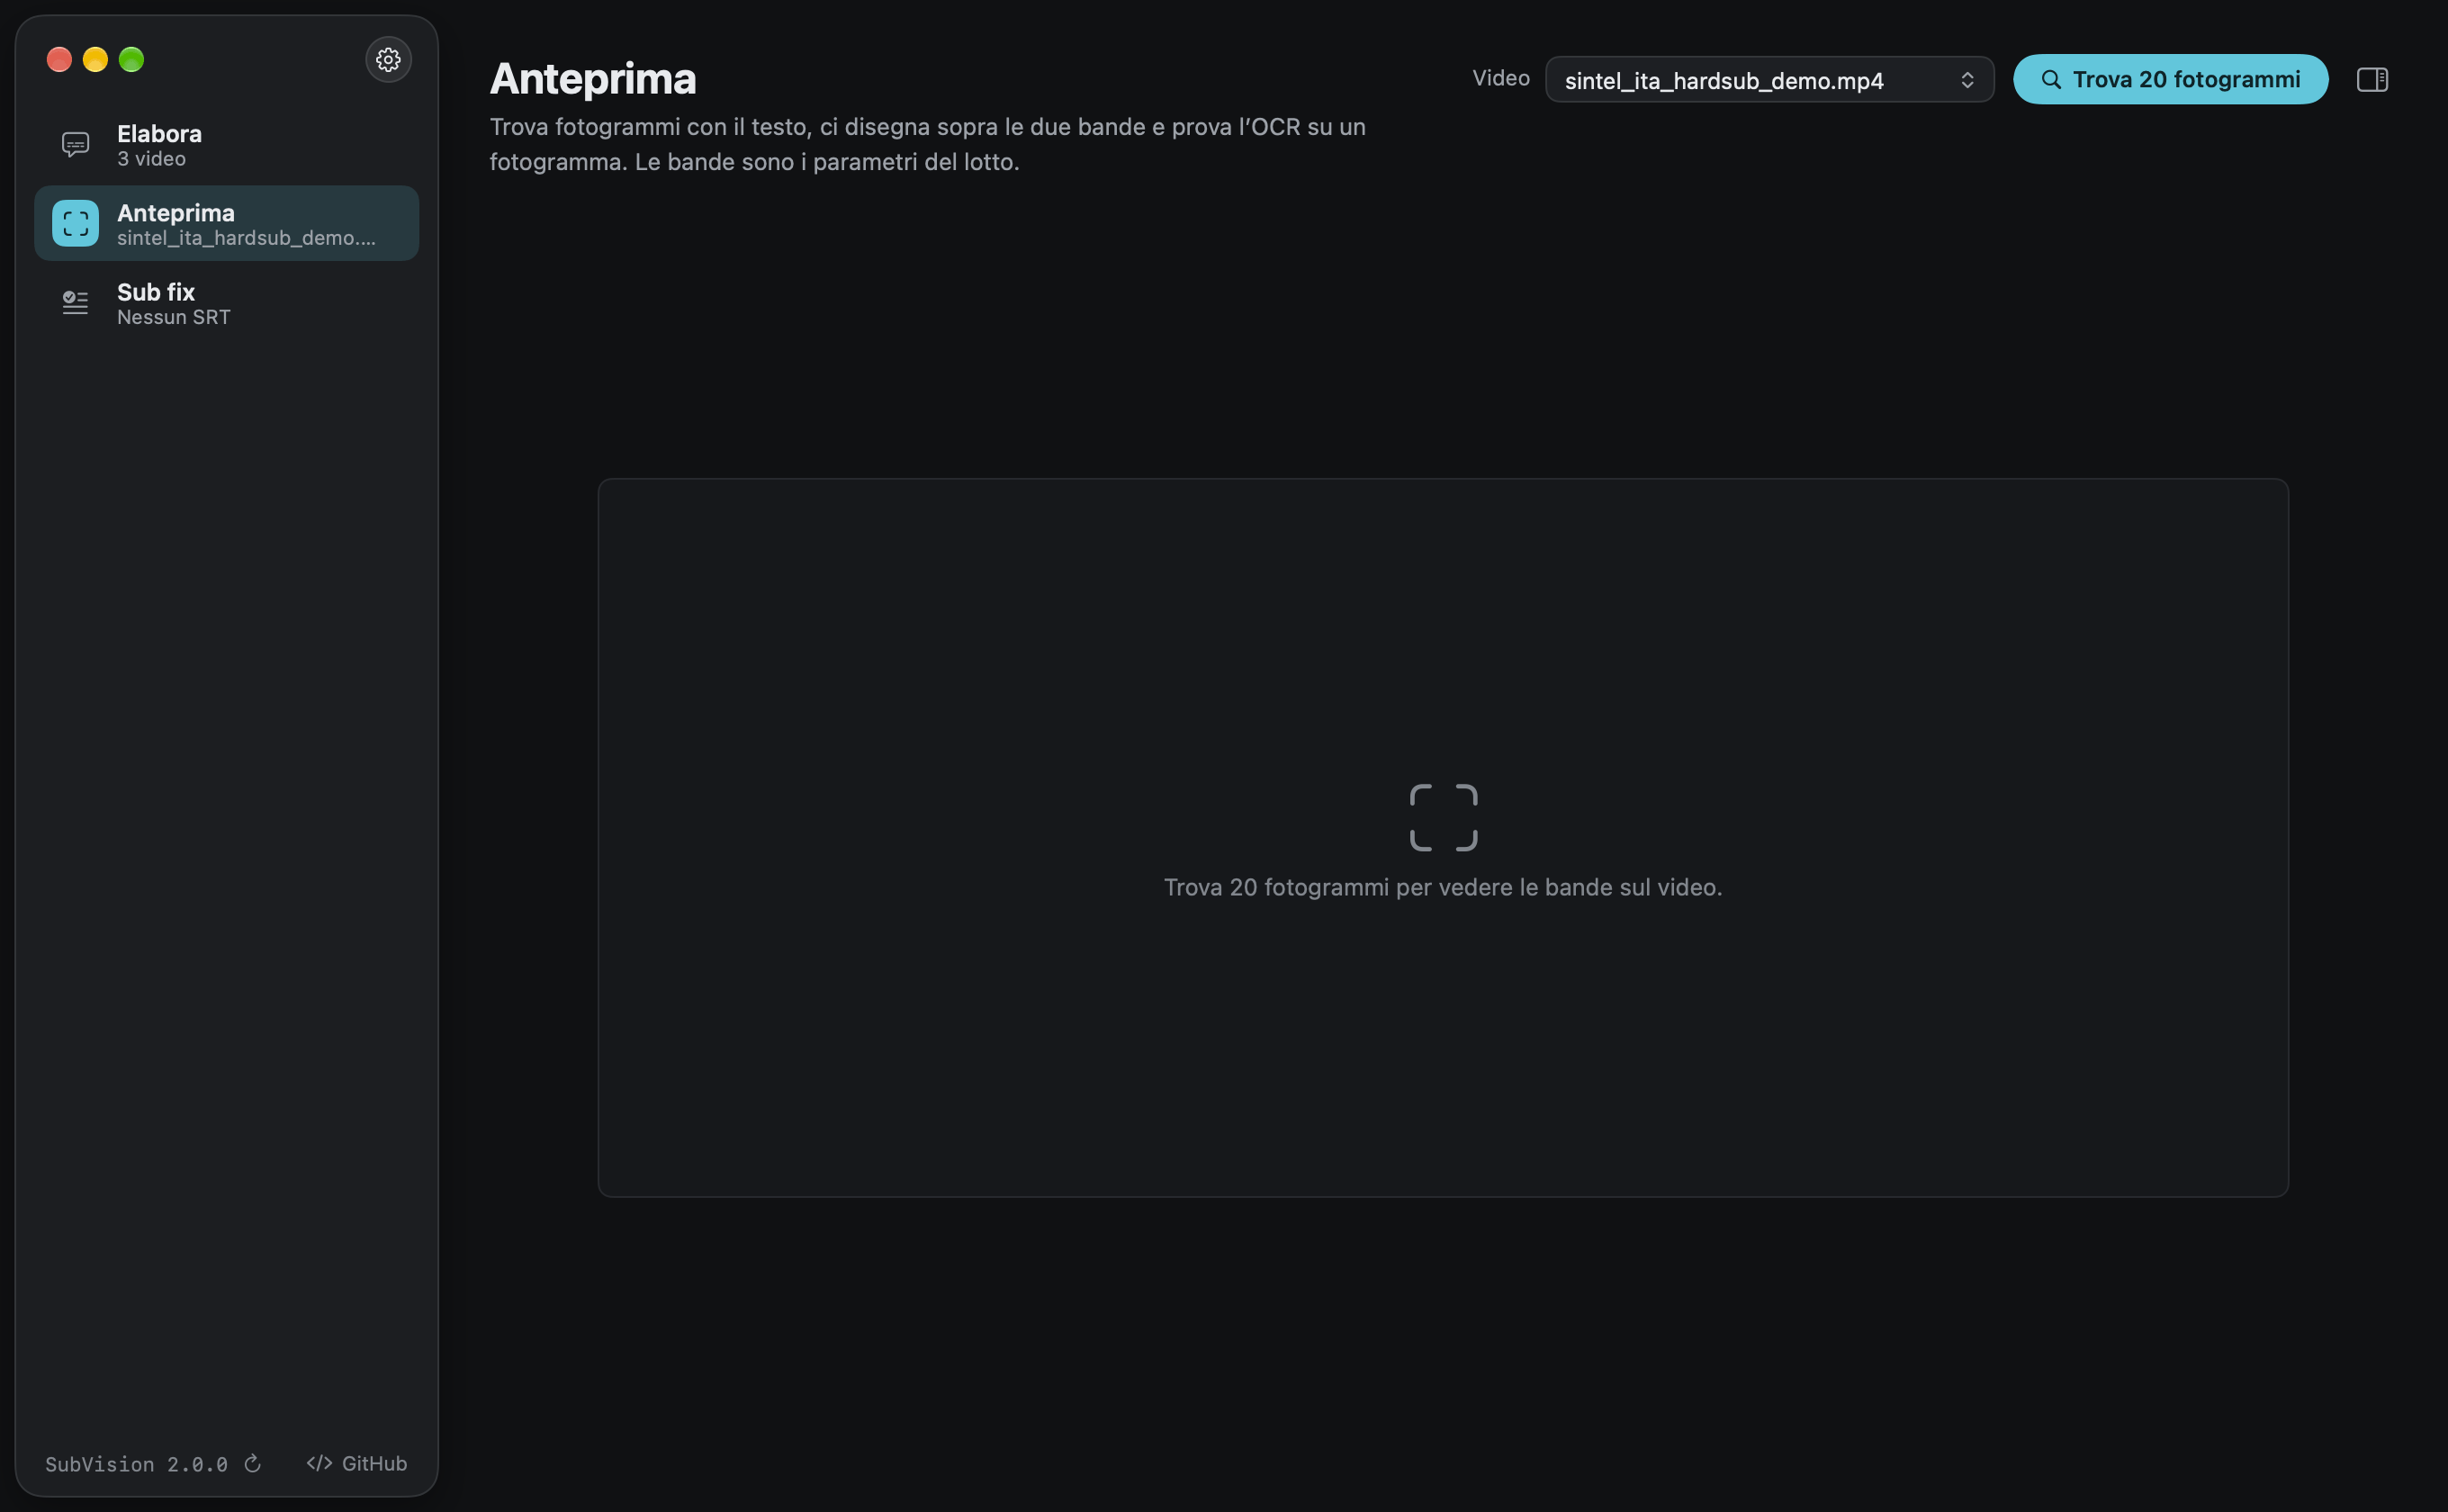 Elabora
3 video
Anteprima
sintel_ita_hardsub_demo....
Sub fix
Nessun SRT
SubVision 2.0.0
</> GitHub
Anteprima
Trova fotogrammi con il testo, ci disegna sopra le due bande e prova l’OCR su un
fotogramma. Le bande sono i parametri del lotto.
Video
sintel_ita_hardsub_demo.mp4
Trova 20 fotogrammi
Trova 20 fotogrammi per vedere le bande sul video.